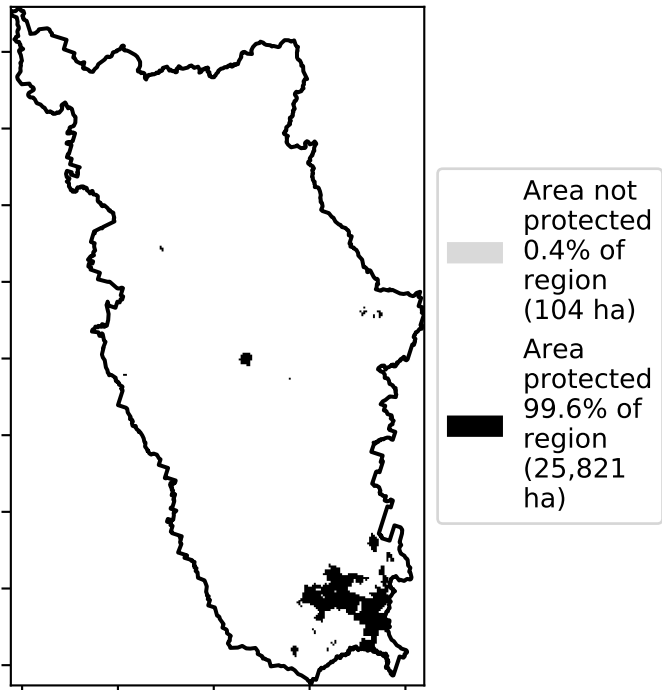 Area not
protected
0.4% of
region
(104 ha)
Area
protected
99.6% of
region
(25,821
ha)